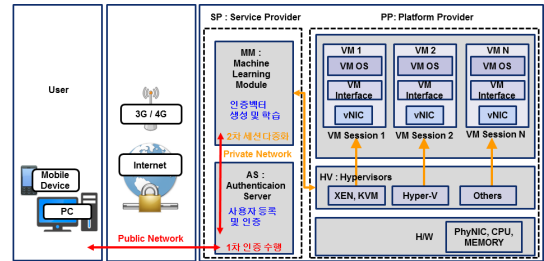 SP : Service Provider
PP: Platform Provider
User
3G / 4G
Internet
Mobile
Device
PC
Public Network
MM :
Machine
Learning
Module
인증벡터
생성 및 학습
2차 세션 다중화
Private Network
AS :
Authenticaion
Server
사용자 등록
및 인증
1차 인증 수행
VM 1
VM OS
VM
Interface
vNIC
VM Session 1
VM 2
VM OS
VM
Interface
vNIC
VM Session 2
VM N
VM OS
VM
Interface
vNIC
VM Session N
HV : Hypervisors
XEN, KVM
Hyper-V
Others
H/W
PhyNIC, CPU,
MEMORY